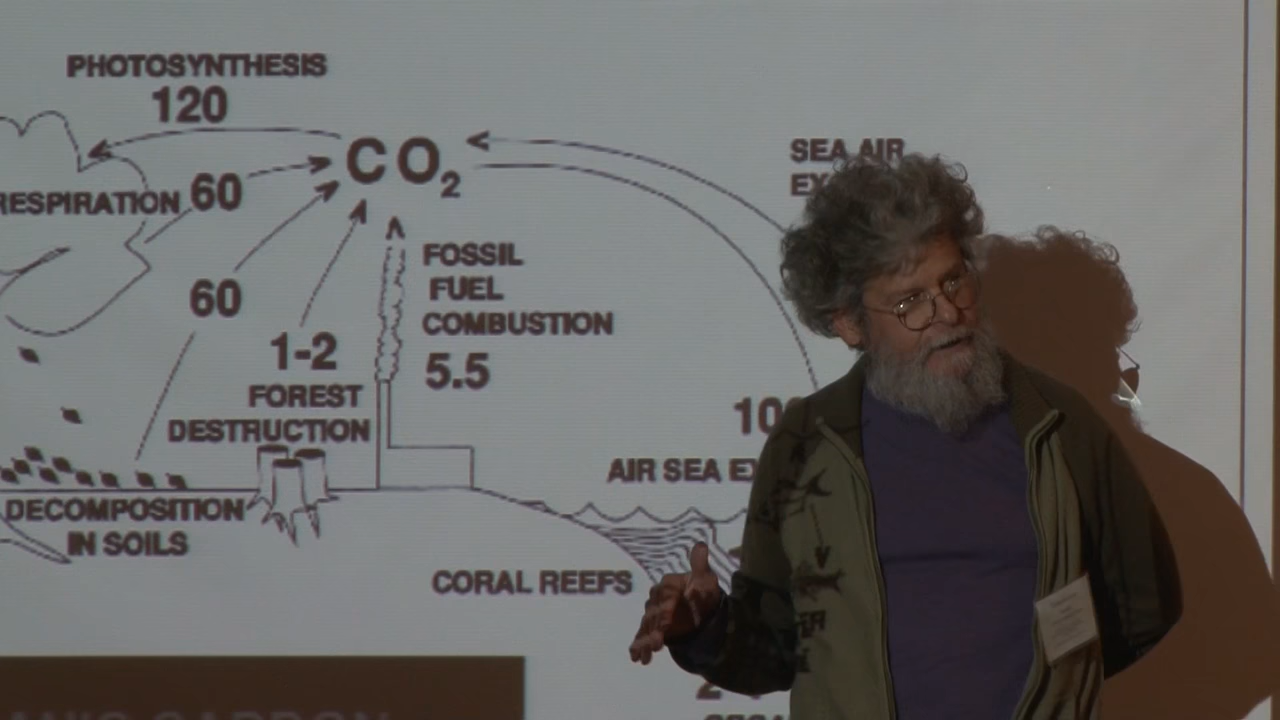 PHOTOSYNTHESIS
120
CO₂
SEA AIR
RESPIRATION 60
FOSSIL
FUEL
COMBUSTION
5.5
60
1-2
FOREST
DESTRUCTION
AIR SEA
DECOMPOSITION
IN SOILS
CORAL REEFS
CARBON